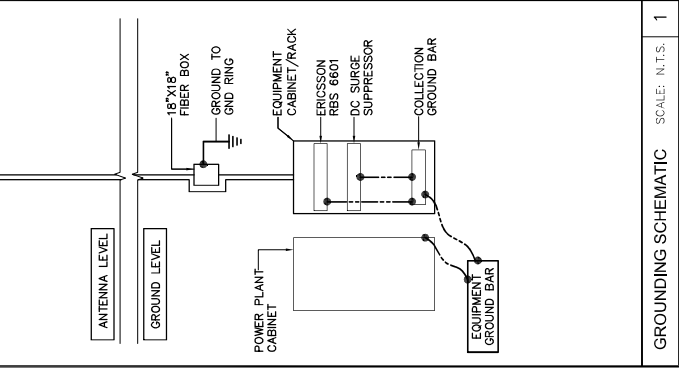 18"X18"
FIBER BOX
GROUND TO
GND RING
EQUIPMENT
CABINET/RACK
ERICSSON
RBS 6601
DC SURGE
SUPPRESSOR
COLLECTION
GROUND BAR
ANTENNA LEVEL
GROUND LEVEL
POWER PLANT
CABINET
EQUIPMENT
GROUND BAR
GROUNDING SCHEMATIC
SCALE: N.T.S.
1